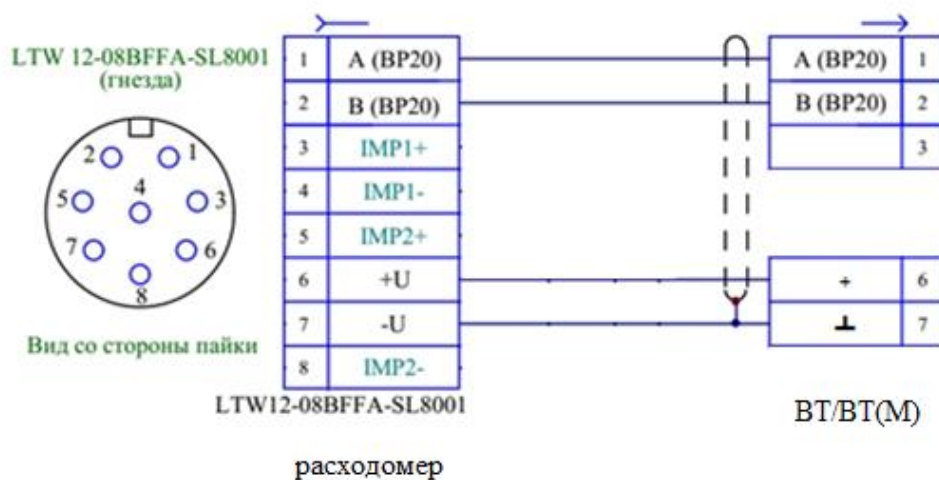 LTW 12-08BFFA-SL8001
(гнезда)
2 1
5 4 3
7 6
8
Вид со стороны пайки
1 A (BP20)
2 B (BP20)
3 IMP1+
4 IMP1-
5 IMP2+
6 +U
7 -U
8 IMP2-
LTW12-08BFFA-SL8001
расходомер
A (BP20) 1
B (BP20) 2
3
+ 6
⊥ 7
ВТ/ВТ(М)